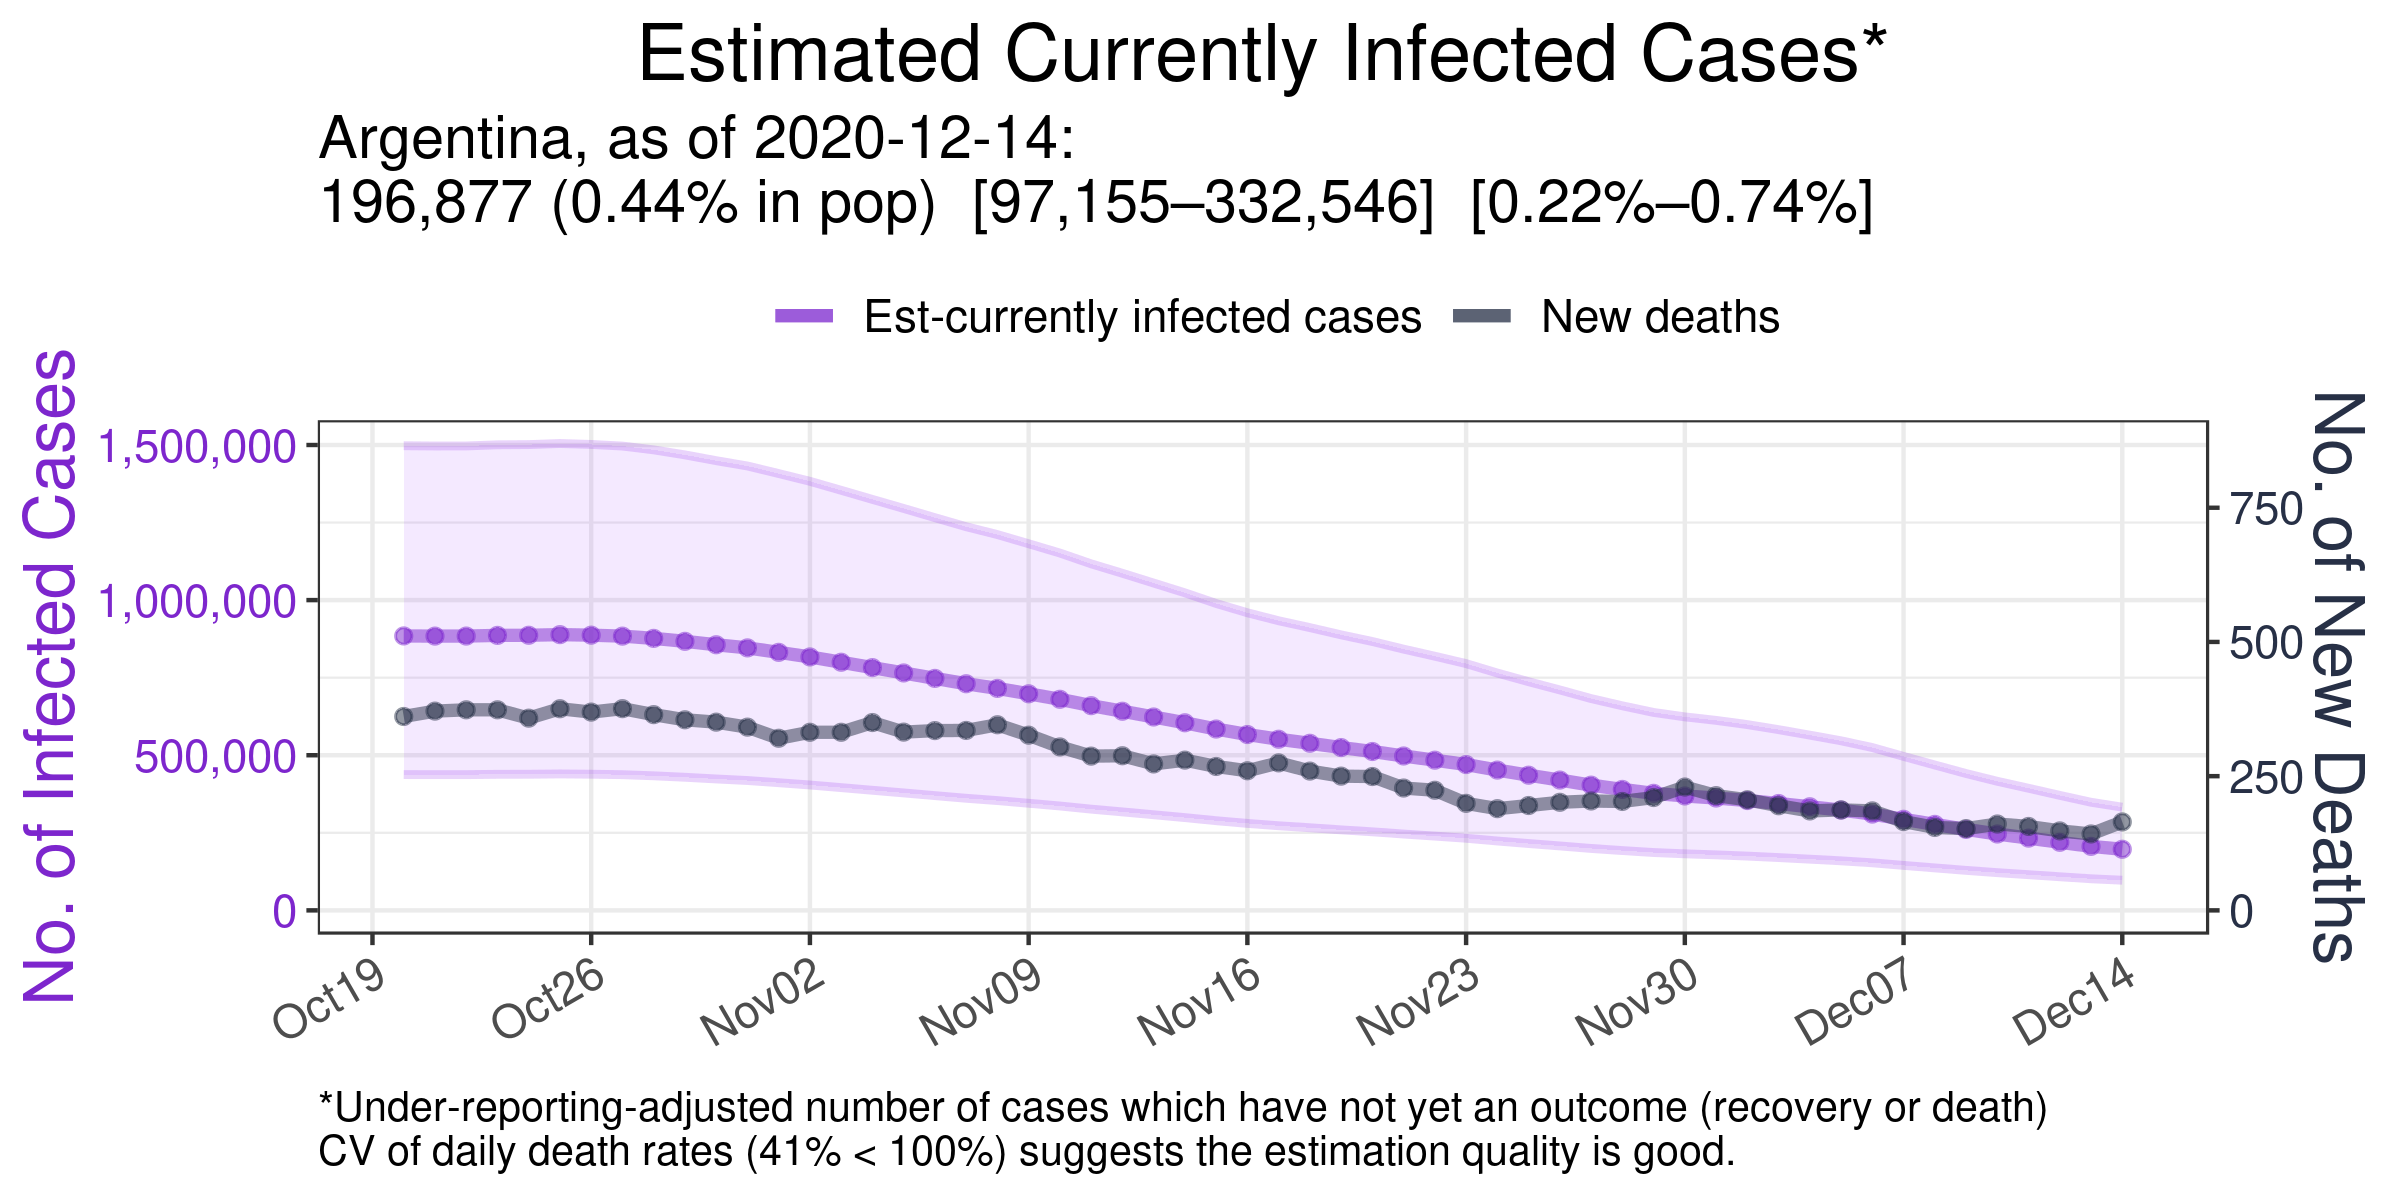 Estimated Currently Infected Cases*
Argentina, as of 2020-12-14:
196,877 (0.44% in pop) [97,155–332,546] [0.22%–0.74%]
Est-currently infected cases
New deaths
No. of Infected Cases
1,500,000
1,000,000
500,000
0
No. of New Deaths
750
500
250
0
Oct19
Oct26
Nov02
Nov09
Nov16
Nov23
Nov30
Dec07
Dec14
*Under-reporting-adjusted number of cases which have not yet an outcome (recovery or death)
CV of daily death rates (41% < 100%) suggests the estimation quality is good.